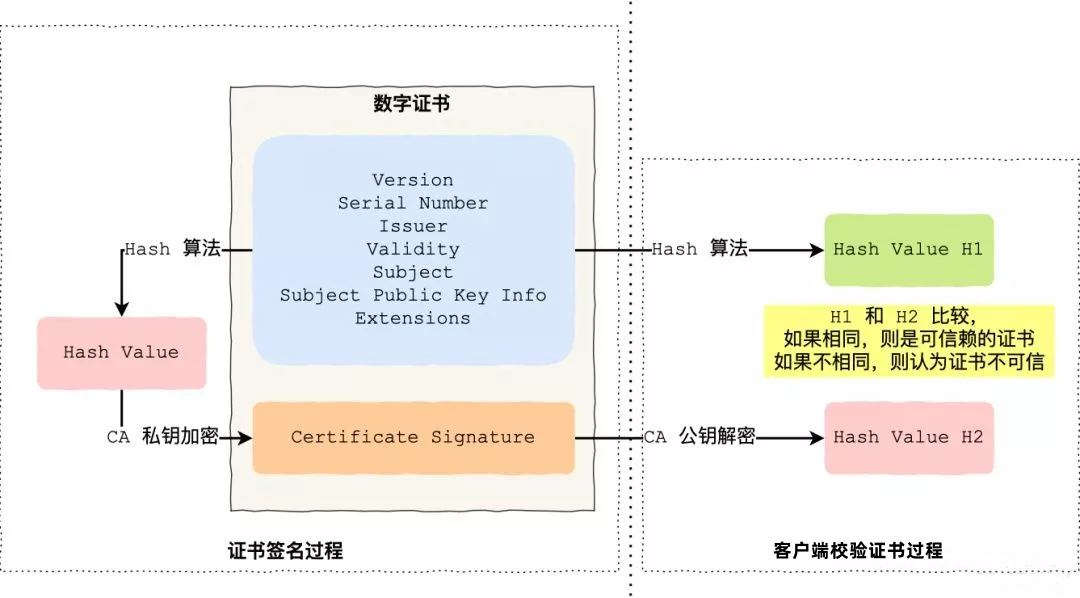 数字证书
Version
Serial Number
Issuer
Validity
Subject
Subject Public Key Info
Extensions
Hash 算法
Hash Value
CA 私钥加密
Certificate Signature
证书签名过程
Hash 算法
Hash Value H1
H1 和 H2 比较，
如果相同，则是可信赖的证书
如果不相同，则认为证书不可信
CA 公钥解密
Hash Value H2
客户端校验证书过程